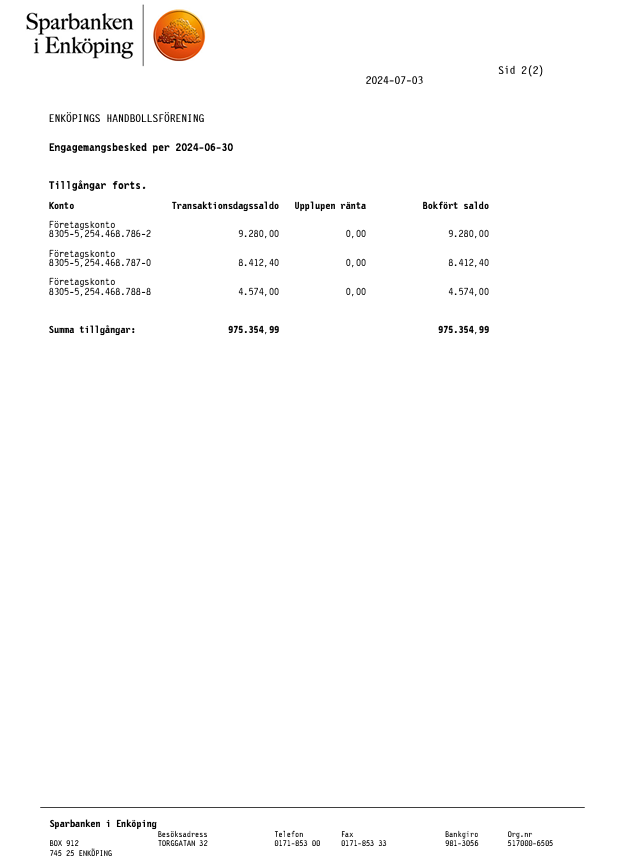 Sparbanken
i Enköping
Sid 2(2)
2024-07-03
ENKÖPINGS HANDBOLLSFÖRENING
Engagemangsbesked per 2024-06-30
Tillgångar forts.
Konto Transaktionsdagssaldo Upplupen ränta Bokfört saldo
Företagskonto
8305-5,254.468.786-2 9.280,00 0,00 9.280,00
Företagskonto
8305-5,254.468.787-0 8.412,40 0,00 8.412,40
Företagskonto
8305-5,254.468.788-8 4.574,00 0,00 4.574,00
Summa tillgångar: 975.354,99 975.354,99
Sparbanken i Enköping
Besöksadress Telefon Fax Bankgiro Org.nr
BOX 912 TORGGATAN 32 0171-853 00 0171-853 33 981-3056 517000-6505
745 25 ENKÖPING